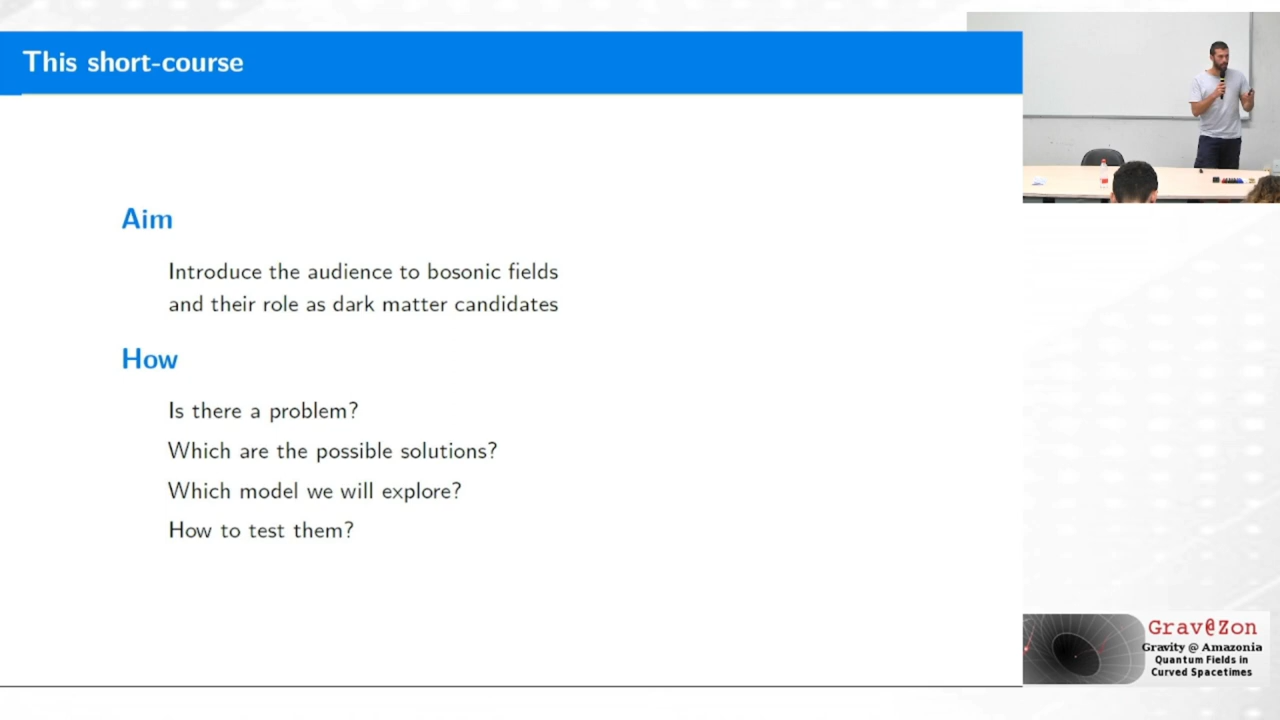 This short-course
Aim
Introduce the audience to bosonic fields
and their role as dark matter candidates
How
Is there a problem?
Which are the possible solutions?
Which model we will explore?
How to test them?
Grav@Zon
Gravity @ Amazonia
Quantum Fields in
Curved Spacetimes